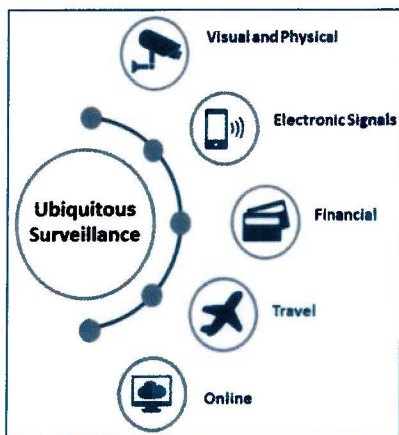 Visual and Physical
Electronic Signals
Ubiquitous
Surveillance
Financial
Travel
Online